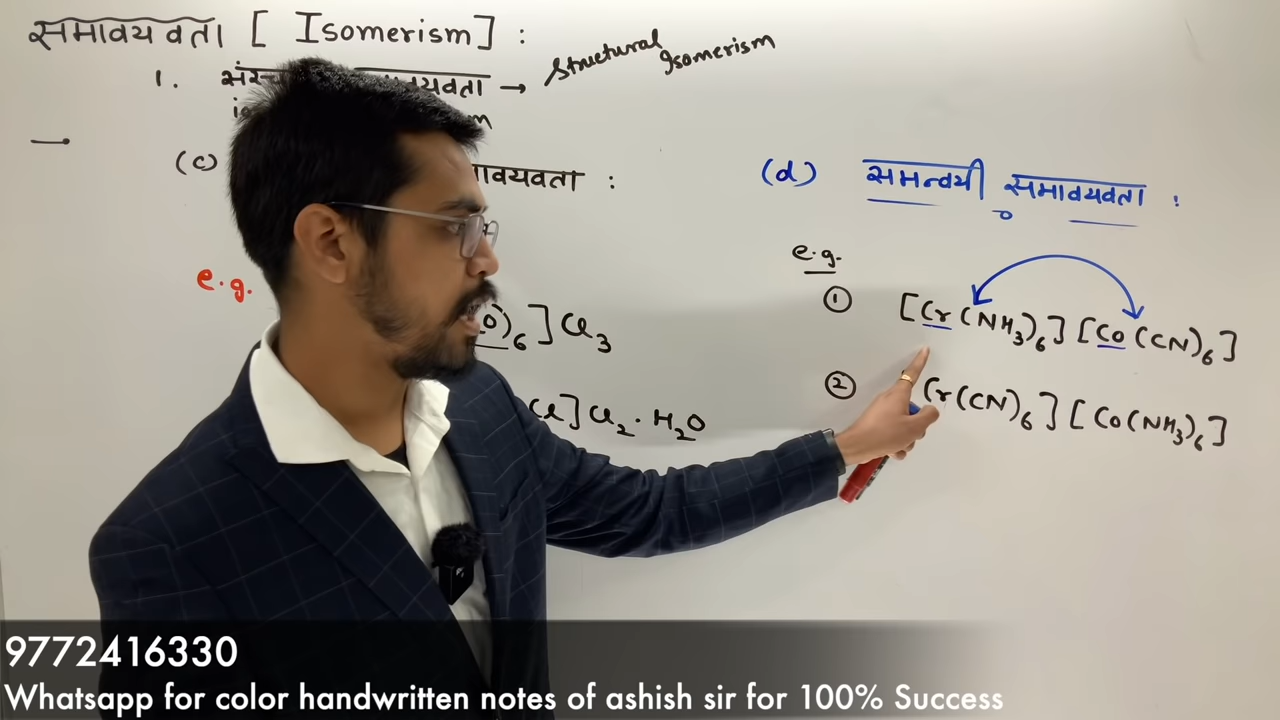 समावयवता [ Isomerism ] :
1. → Structural Isomerism
(c) :
(d) समन्वयी समावयवता :
e.g.
e.g.
① [Cr(NH₃)₆] [Co(CN)₆]
)₆]Cl₃
② Cr(CN)₆] [Co(NH₃)₆]
]Cl₂·H₂O
9772416330
Whatsapp for color handwritten notes of ashish sir for 100% Success